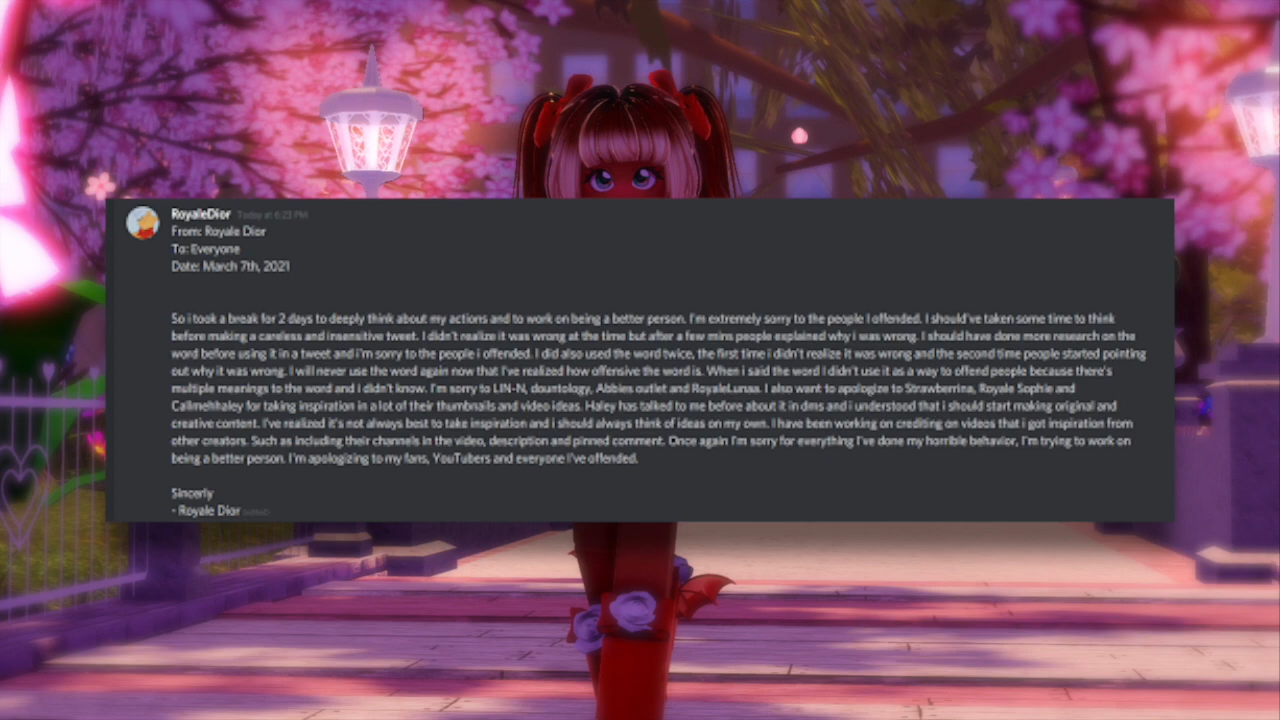 RoyaleDior Today at 6:23 PM
From: Royale Dior
To: Everyone
Date: March 7th, 2021
So i took a break for 2 days to deeply think about my actions and to work on being a better person. I'm extremely sorry to the people I offended. I should've taken some time to think
before making a careless and insensitive tweet. I didn't realize it was wrong at the time but after a few mins people explained why I was wrong. I should have done more research on the
word before using it in a tweet and i'm sorry to the people i offended. I did also used the word twice, the first time i didn't realize it was wrong and the second time people started pointing
out why it was wrong. I will never use the word again now that I've realized how offensive the word is. When i said the word I didn't use it as a way to offend people because there's
multiple meanings to the word and I didn't know. I'm sorry to LIN-N, dauntology, Abbies outlet and RoyaleLunaa. I also want to apologize to Strawberrina, Royale Sophie and
Callmehhaley for taking inspiration in a lot of their thumbnails and video ideas. Haley has talked to me before about it in dms and i understood that i should start making original and
creative content. I've realized it's not always best to take inspiration and i should always think of ideas on my own. I have been working on crediting on videos that i got inspiration from
other creators. Such as including their channels in the video, description and pinned comment. Once again I'm sorry for everything I've done my horrible behavior, I'm trying to work on
being a better person. I'm apologizing to my fans, YouTubers and everyone I've offended.
Sincerly
- Royale Dior (edited)